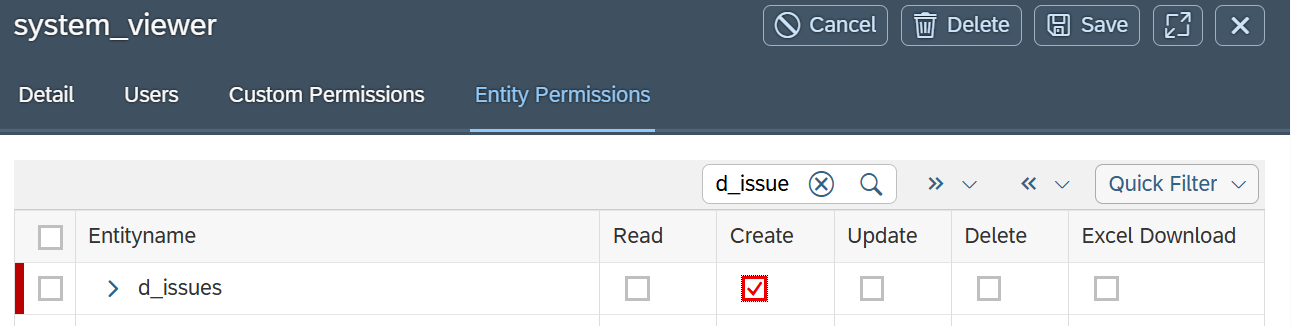 system_viewer
Cancel
Delete
Save
Detail
Users
Custom Permissions
Entity Permissions
d_issue
Quick Filter
Entityname
Read
Create
Update
Delete
Excel Download
d_issues